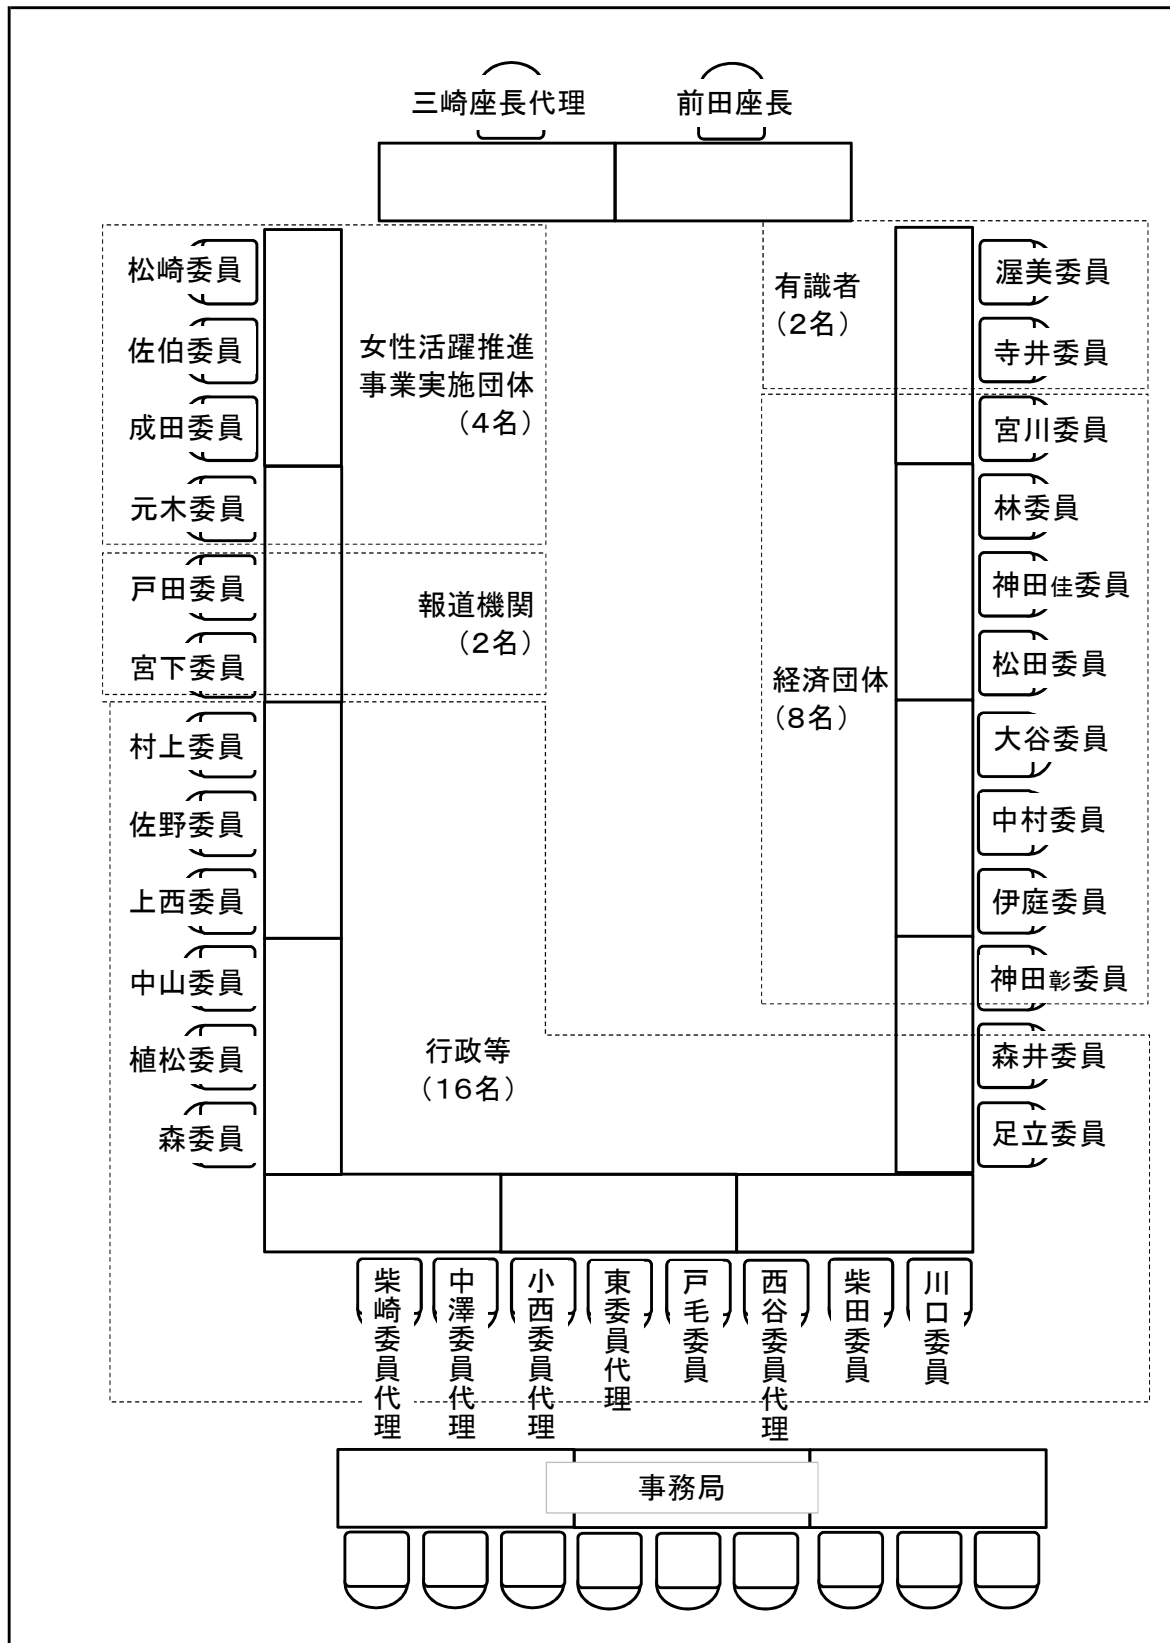 三崎座長代理
前田座長
松崎委員
佐伯委員
成田委員
元木委員
戸田委員
宮下委員
村上委員
佐野委員
上西委員
中山委員
植松委員
森委員
女性活躍推進
事業実施団体
(4名)
報道機関
(2名)
行政等
(16名)
有識者
(2名)
経済団体
(8名)
渥美委員
寺井委員
宮川委員
林委員
神田佳委員
松田委員
大谷委員
中村委員
伊庭委員
神田彰委員
森井委員
足立委員
柴崎委員代理
中澤委員代理
小西委員代理
東委員代理
戸毛委員
西谷委員代理
柴田委員
川口委員
事務局